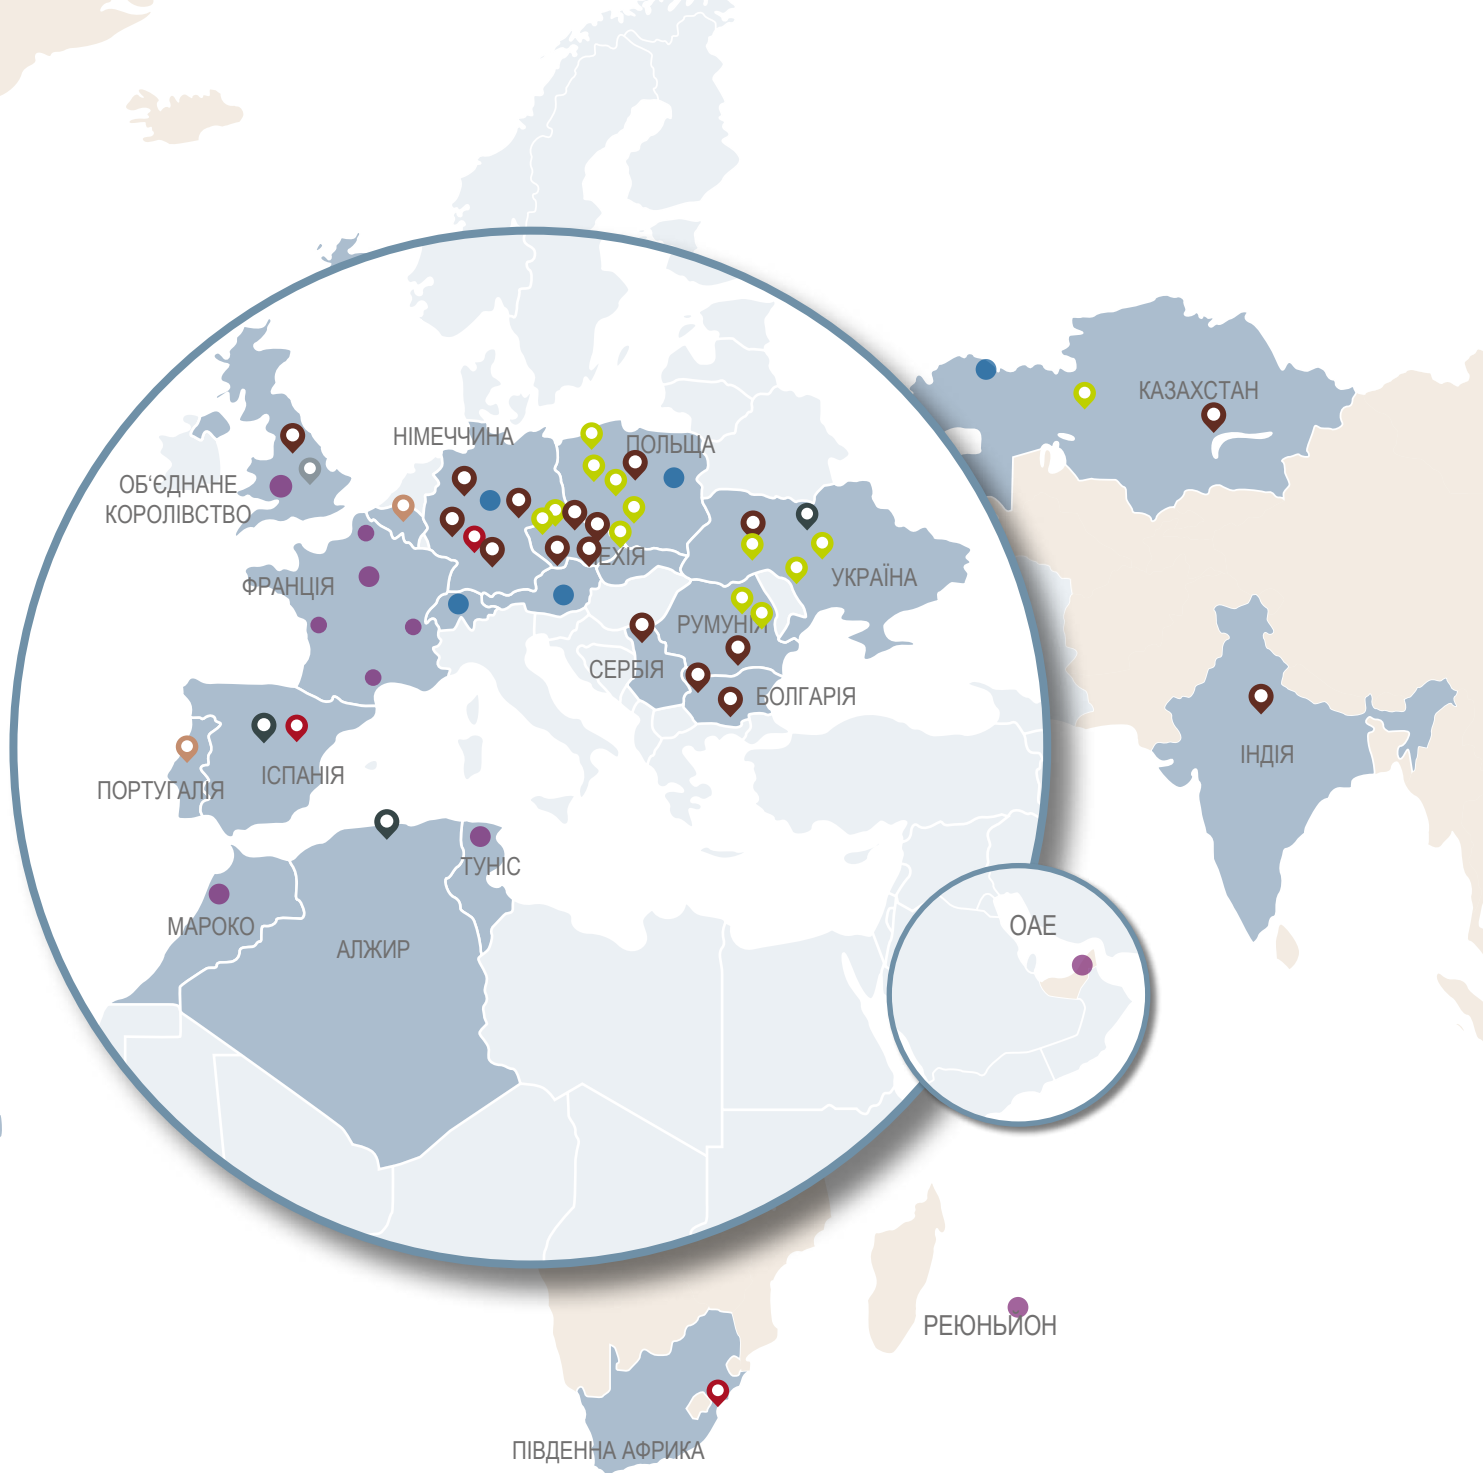 КАЗАХСТАН
НІМЕЧЧИНА
ПОЛЬЩА
ОБ‘ЄДНАНЕ
КОРОЛІВСТВО
ЕХІЯ
УКРАЇНА
ФРАНЦІЯ
РУМУНІЯ
СЕРБІЯ
БОЛГАРІЯ
ІНДІЯ
ІСПАНІЯ
ПОРТУГАЛІЯ
ТУНІС
МАРОКО
АЛЖИР
ОАЕ
РЕЮНЬЙОН
ПІВДЕННА АФРИКА